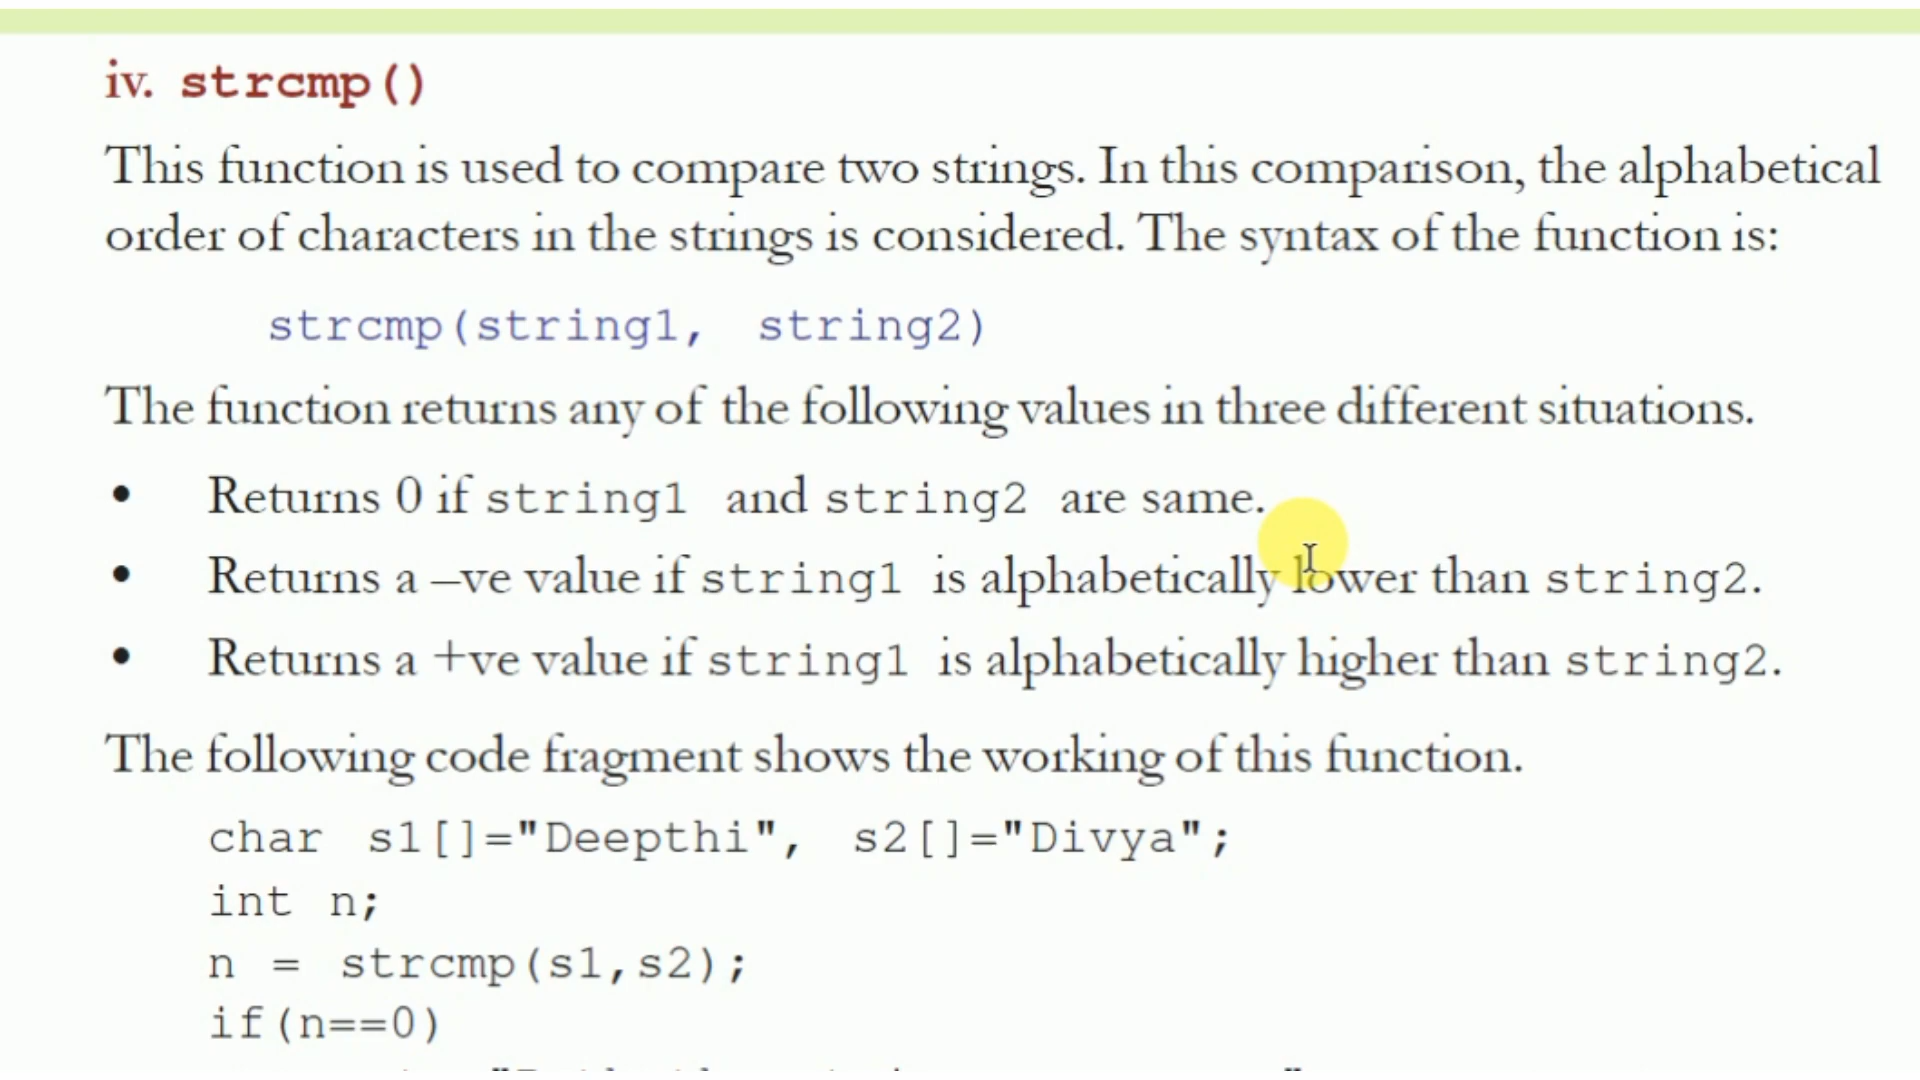 iv. strcmp()
This function is used to compare two strings. In this comparison, the alphabetical
order of characters in the strings is considered. The syntax of the function is:
strcmp(string1, string2)
The function returns any of the following values in three different situations.
• Returns 0 if string1 and string2 are same.
• Returns a –ve value if string1 is alphabetically lower than string2.
• Returns a +ve value if string1 is alphabetically higher than string2.
The following code fragment shows the working of this function.
char s1[]="Deepthi", s2[]="Divya";
int n;
n = strcmp(s1,s2);
if(n==0)